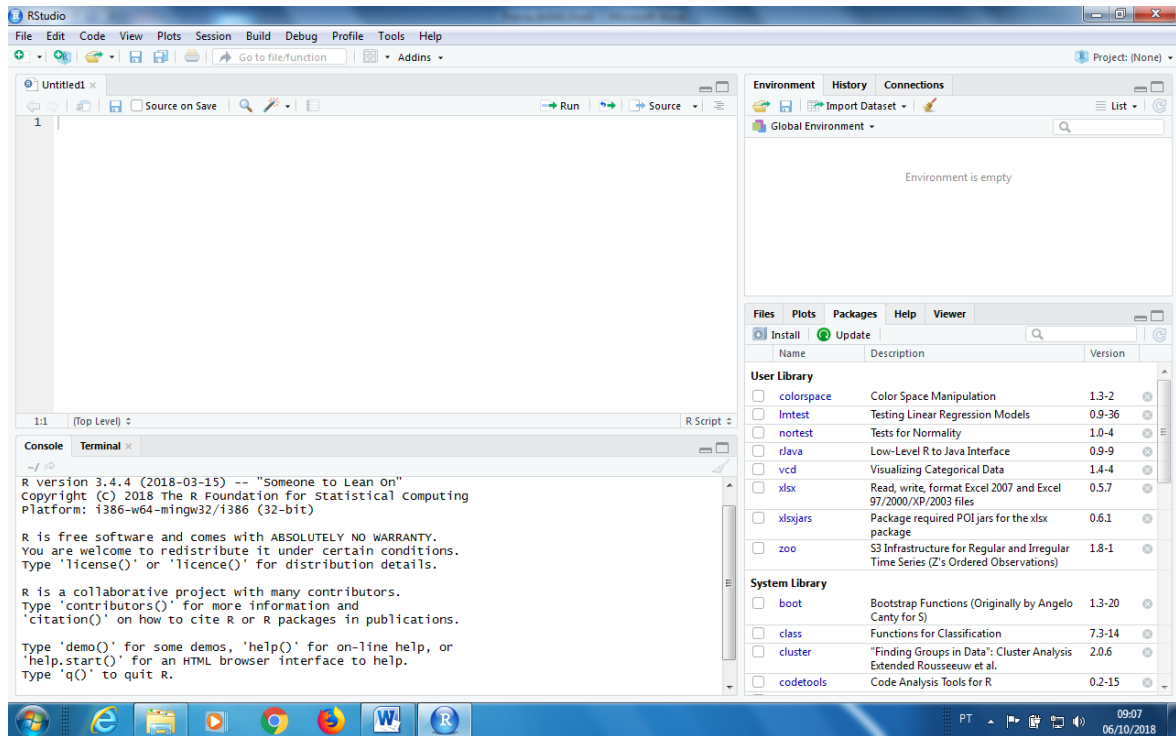 RStudio
File Edit Code View Plots Session Build Debug Profile Tools Help
Go to file/function Addins Project: (None)
Untitled1
Source on Save Run Source
1
1:1 (Top Level) R Script
Console Terminal
~/
R version 3.4.4 (2018-03-15) -- "Someone to Lean On"
Copyright (C) 2018 The R Foundation for Statistical Computing
Platform: i386-w64-mingw32/i386 (32-bit)
R is free software and comes with ABSOLUTELY NO WARRANTY.
You are welcome to redistribute it under certain conditions.
Type 'license()' or 'licence()' for distribution details.
R is a collaborative project with many contributors.
Type 'contributors()' for more information and
'citation()' on how to cite R or R packages in publications.
Type 'demo()' for some demos, 'help()' for on-line help, or
'help.start()' for an HTML browser interface to help.
Type 'q()' to quit R.
Environment History Connections
Import Dataset List
Global Environment
Environment is empty
Files Plots Packages Help Viewer
Install Update
Name Description Version
User Library
colorspace Color Space Manipulation 1.3-2
lmtest Testing Linear Regression Models 0.9-36
nortest Tests for Normality 1.0-4
rJava Low-Level R to Java Interface 0.9-9
vcd Visualizing Categorical Data 1.4-4
xlsx Read, write, format Excel 2007 and Excel 0.5.7
97/2000/XP/2003 files
xlsxjars Package required POI jars for the xlsx 0.6.1
package
zoo S3 Infrastructure for Regular and Irregular 1.8-1
Time Series (Z's Ordered Observations)
System Library
boot Bootstrap Functions (Originally by Angelo 1.3-20
Canty for S)
class Functions for Classification 7.3-14
cluster "Finding Groups in Data": Cluster Analysis 2.0.6
Extended Rousseeuw et al.
codetools Code Analysis Tools for R 0.2-15
PT 09:07
06/10/2018